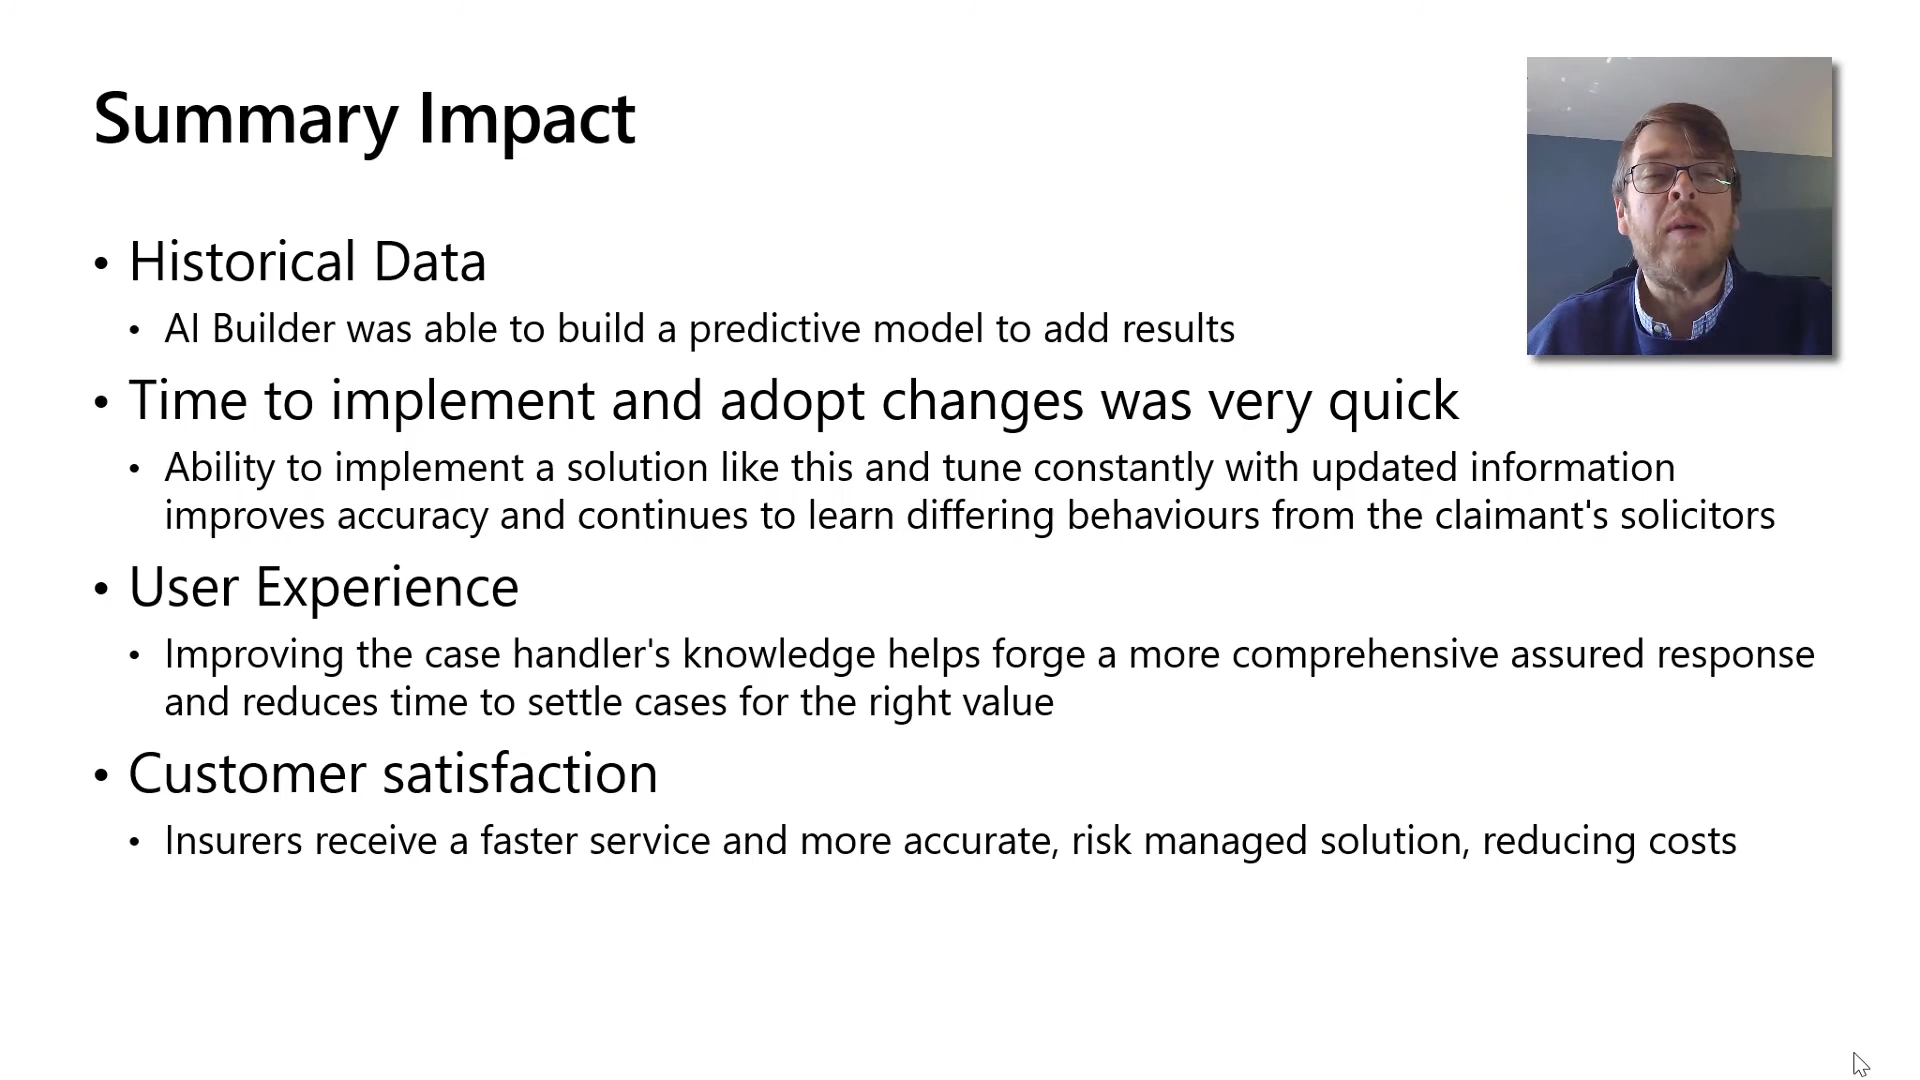 Summary Impact
• Historical Data
• AI Builder was able to build a predictive model to add results
• Time to implement and adopt changes was very quick
• Ability to implement a solution like this and tune constantly with updated information
improves accuracy and continues to learn differing behaviours from the claimant's solicitors
• User Experience
• Improving the case handler's knowledge helps forge a more comprehensive assured response
and reduces time to settle cases for the right value
• Customer satisfaction
• Insurers receive a faster service and more accurate, risk managed solution, reducing costs